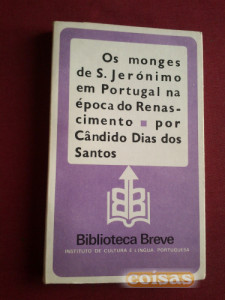 Os monges
de S. Jerónimo
em Portugal na
época do Renas-
cimento ▪ por
Cândido Dias dos
Santos
Biblioteca Breve
INSTITUTO DE CULTURA E LÍNGUA PORTUGUESA
coisas